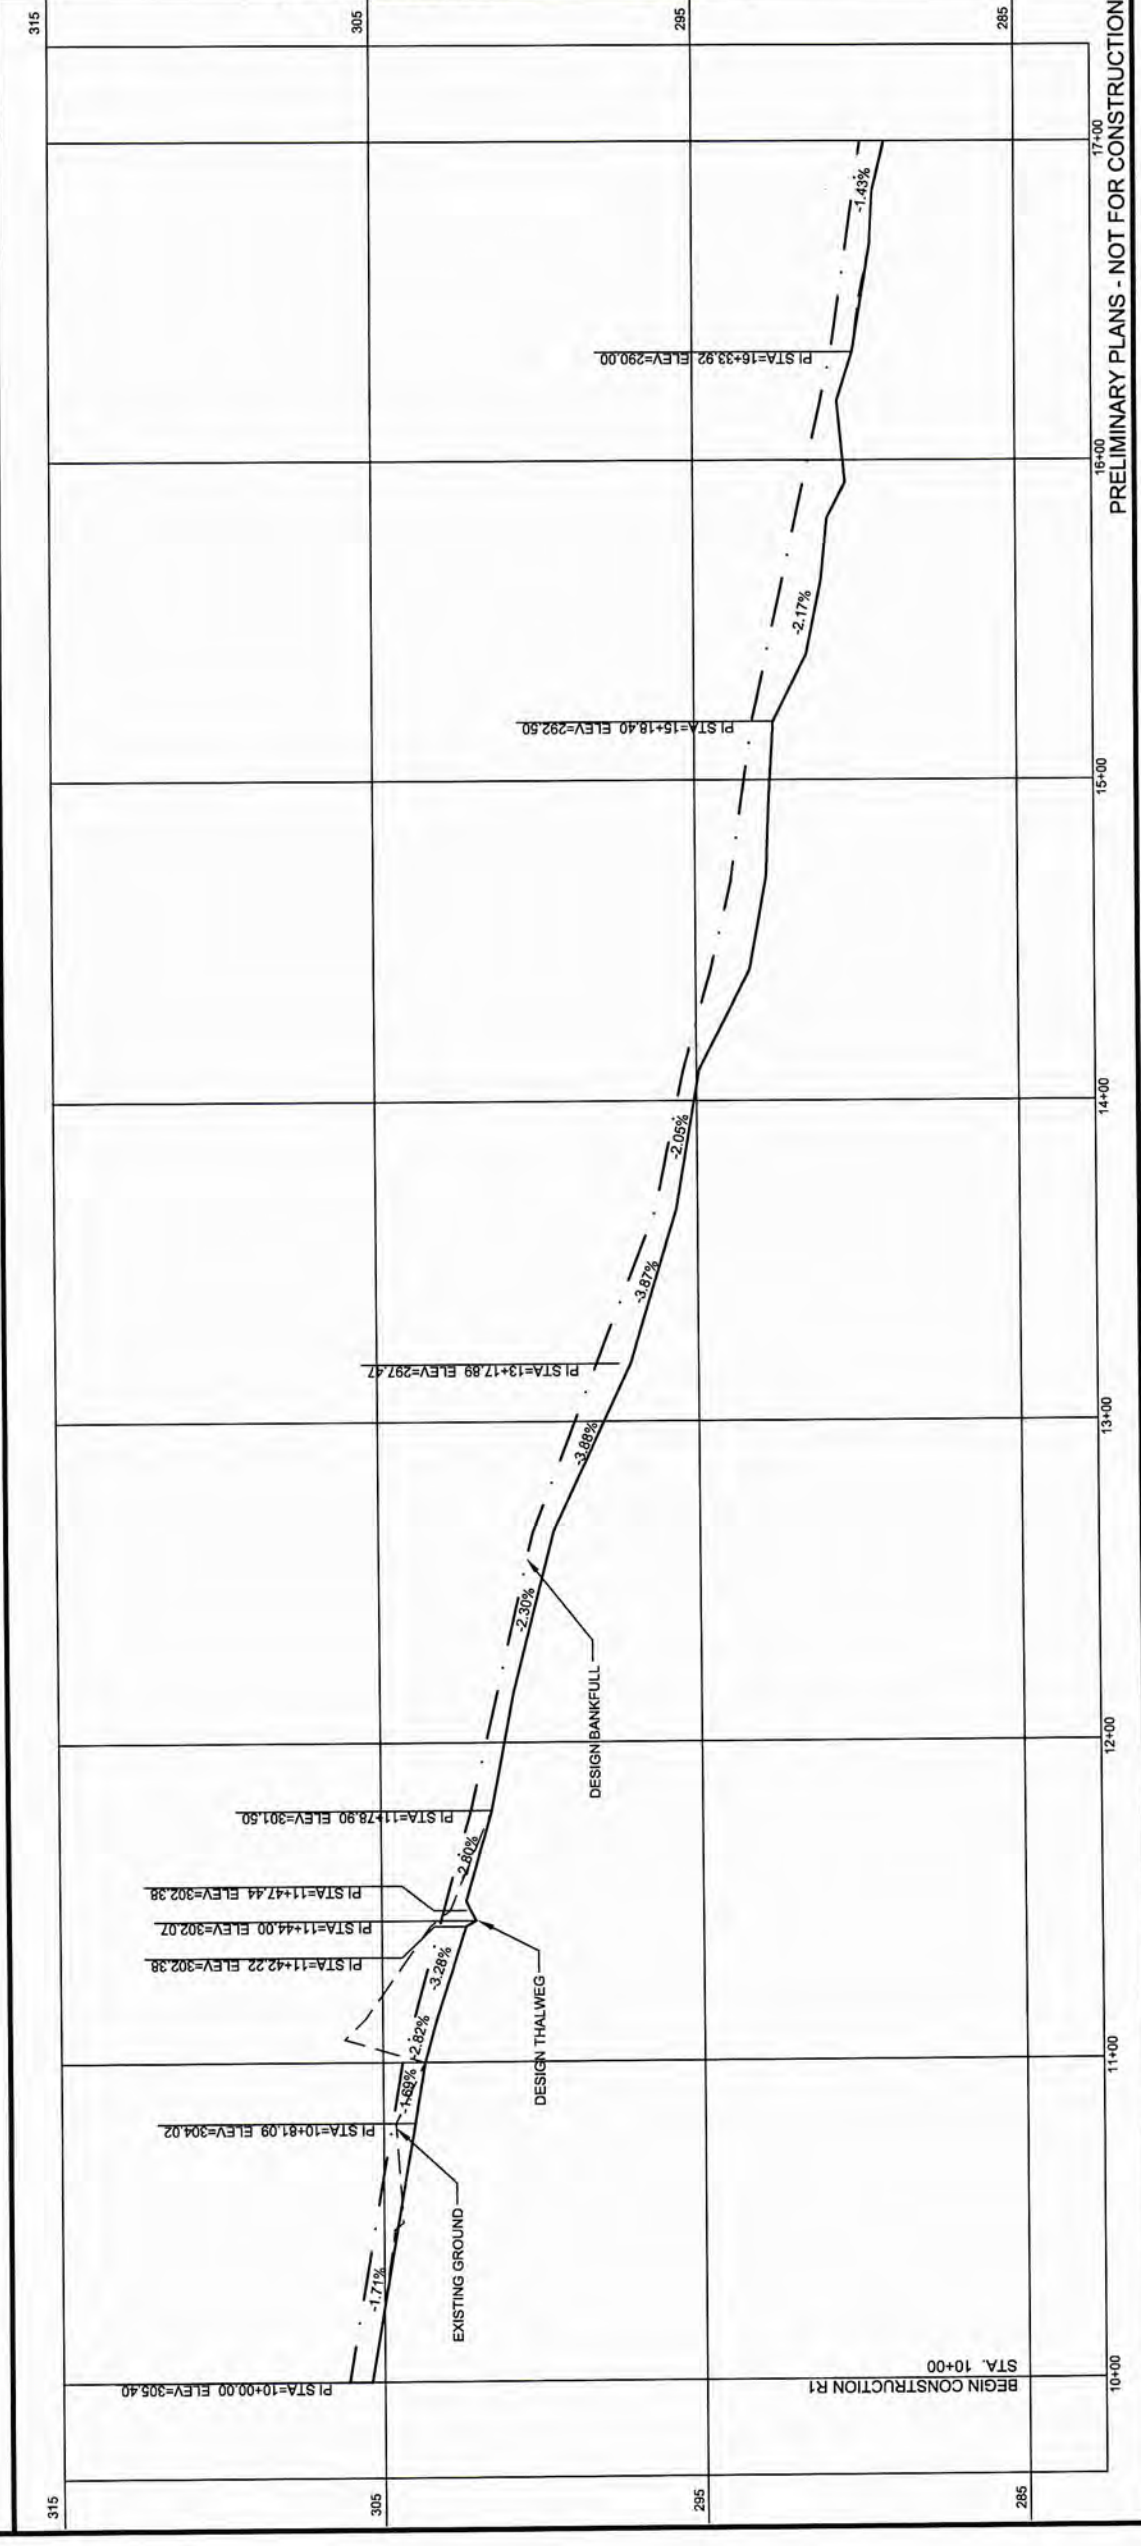 315
305
295
285
315
305
295
285
PI STA=10+00.00 ELEV=305.40
PI STA=10+81.09 ELEV=304.02
PI STA=11+42.22 ELEV=302.38
PI STA=11+44.00 ELEV=302.07
PI STA=11+47.44 ELEV=302.38
PI STA=11+78.90 ELEV=301.50
PI STA=13+17.89 ELEV=297.47
PI STA=15+18.40 ELEV=292.50
PI STA=16+33.92 ELEV=290.00
-1.71%
-1.69%
-2.82%
-3.28%
-2.80%
-2.30%
-3.88%
-3.87%
-2.05%
-2.17%
-1.43%
EXISTING GROUND
DESIGN THALWEG
DESIGN BANKFULL
BEGIN CONSTRUCTION R1
STA. 10+00
10+00
11+00
12+00
13+00
14+00
15+00
16+00
17+00
PRELIMINARY PLANS - NOT FOR CONSTRUCTION